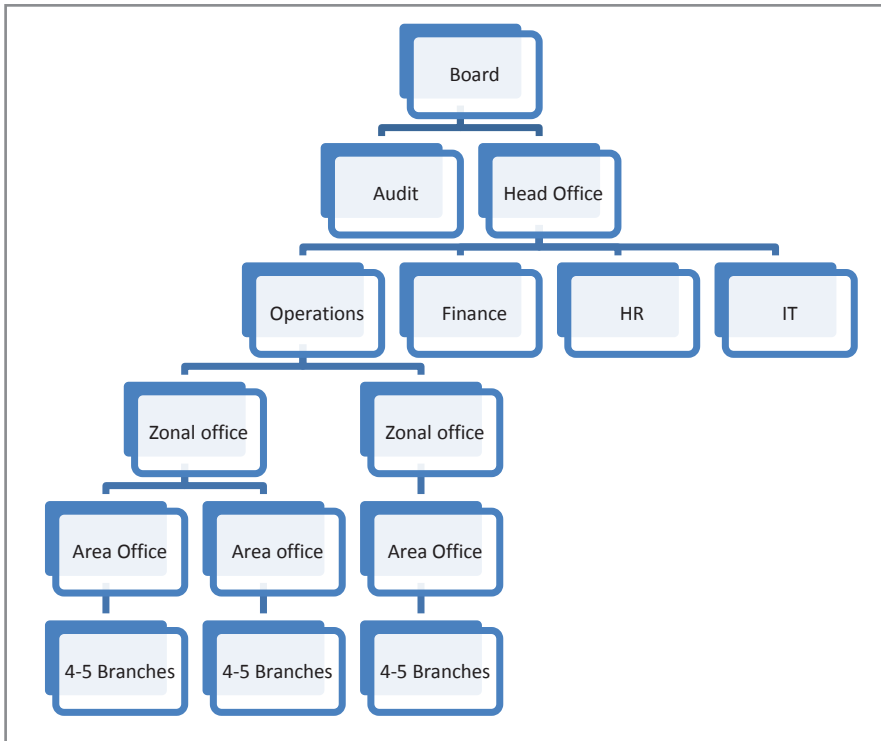 Board
Audit
Head Office
Operations
Finance
HR
IT
Zonal office
Zonal office
Area Office
Area office
Area Office
4-5 Branches
4-5 Branches
4-5 Branches